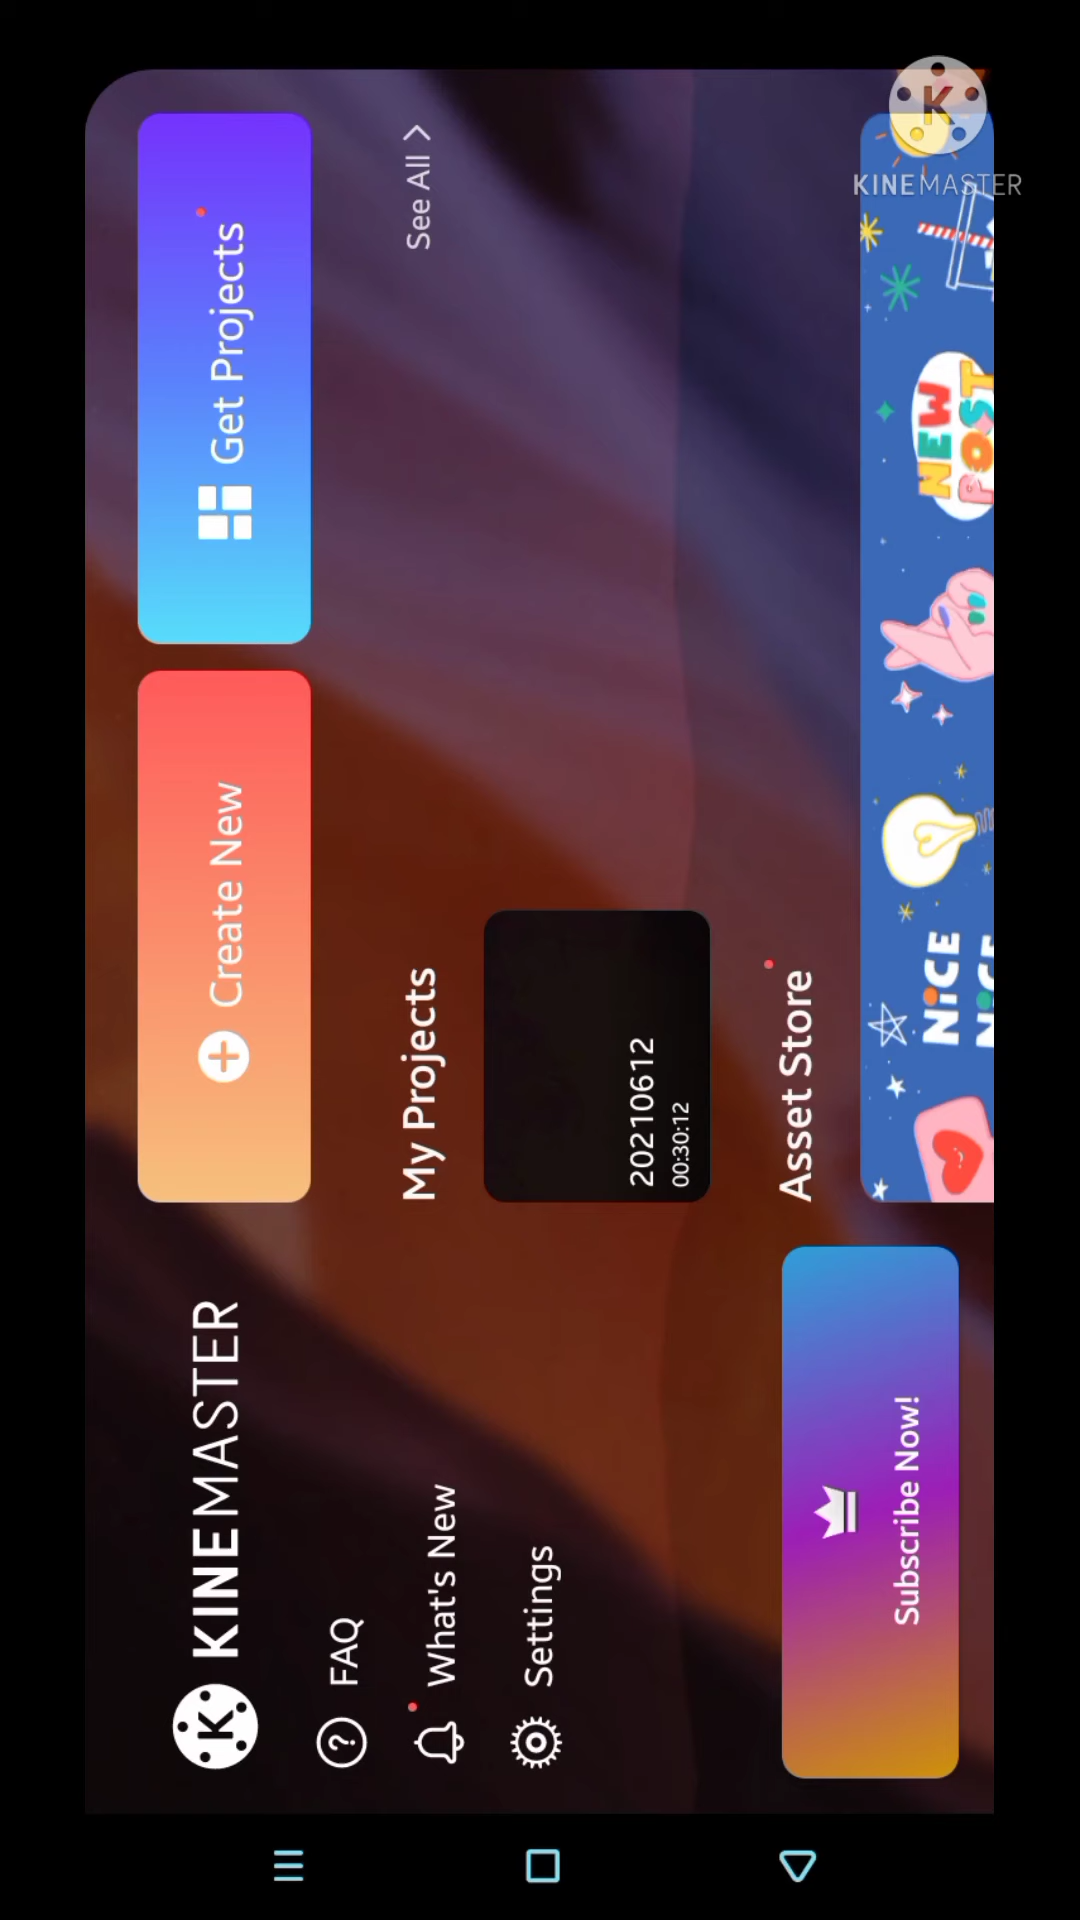 KINEMASTER
KINEMASTER
FAQ
What's New
Settings
Subscribe Now!
Create New
Get Projects
My Projects
See All
20210612
00:30:12
Asset Store
NiCE
NiCE
NEW
POST